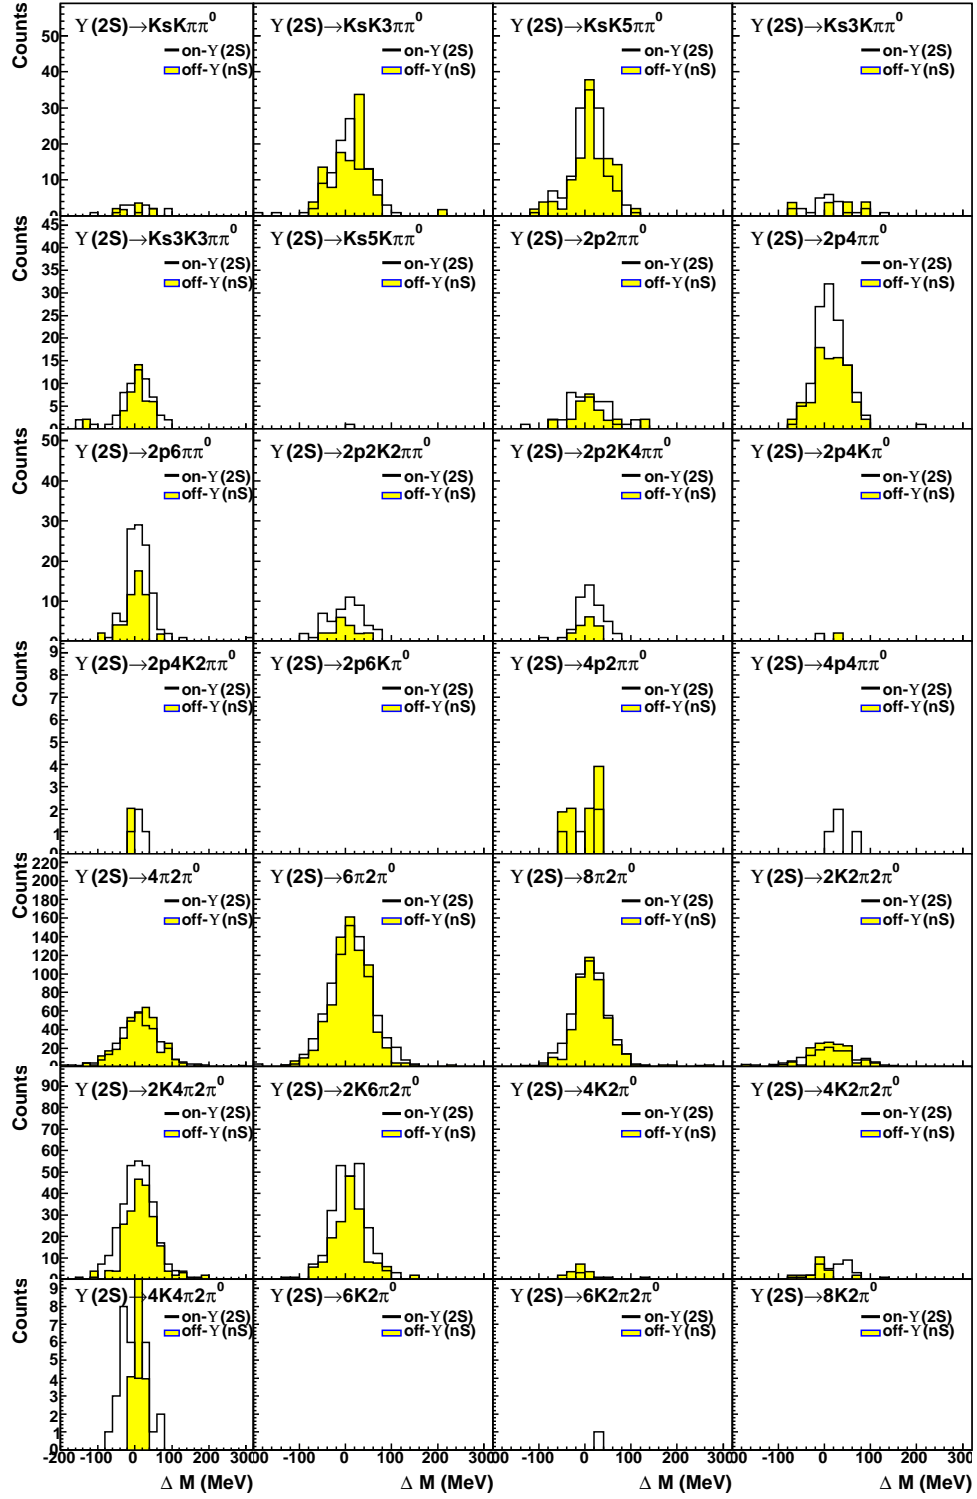 Counts
Υ(2S)→KsKππ⁰
on-Υ(2S)
off-Υ(nS)
Υ(2S)→KsK3ππ⁰
on-Υ(2S)
off-Υ(nS)
Υ(2S)→KsK5ππ⁰
on-Υ(2S)
off-Υ(nS)
Υ(2S)→Ks3Kππ⁰
on-Υ(2S)
off-Υ(nS)
50
40
30
20
10
0
Counts
Υ(2S)→Ks3K3ππ⁰
on-Υ(2S)
off-Υ(nS)
Υ(2S)→Ks5Kππ⁰
on-Υ(2S)
off-Υ(nS)
Υ(2S)→2p2ππ⁰
on-Υ(2S)
off-Υ(nS)
Υ(2S)→2p4ππ⁰
on-Υ(2S)
off-Υ(nS)
45
40
35
30
25
20
15
10
5
0
Counts
Υ(2S)→2p6ππ⁰
on-Υ(2S)
off-Υ(nS)
Υ(2S)→2p2K2ππ⁰
on-Υ(2S)
off-Υ(nS)
Υ(2S)→2p2K4ππ⁰
on-Υ(2S)
off-Υ(nS)
Υ(2S)→2p4Kπ⁰
on-Υ(2S)
off-Υ(nS)
50
40
30
20
10
0
Counts
Υ(2S)→2p4K2ππ⁰
on-Υ(2S)
off-Υ(nS)
Υ(2S)→2p6Kπ⁰
on-Υ(2S)
off-Υ(nS)
Υ(2S)→4p2ππ⁰
on-Υ(2S)
off-Υ(nS)
Υ(2S)→4p4ππ⁰
on-Υ(2S)
off-Υ(nS)
9
8
7
6
5
4
3
2
1
0
Counts
Υ(2S)→4π2π⁰
on-Υ(2S)
off-Υ(nS)
Υ(2S)→6π2π⁰
on-Υ(2S)
off-Υ(nS)
Υ(2S)→8π2π⁰
on-Υ(2S)
off-Υ(nS)
Υ(2S)→2K2π2π⁰
on-Υ(2S)
off-Υ(nS)
220
200
180
160
140
120
100
80
60
40
20
0
Counts
Υ(2S)→2K4π2π⁰
on-Υ(2S)
off-Υ(nS)
Υ(2S)→2K6π2π⁰
on-Υ(2S)
off-Υ(nS)
Υ(2S)→4K2π⁰
on-Υ(2S)
off-Υ(nS)
Υ(2S)→4K2π2π⁰
on-Υ(2S)
off-Υ(nS)
90
80
70
60
50
40
30
20
10
0
Counts
Υ(2S)→4K4π2π⁰
on-Υ(2S)
off-Υ(nS)
Υ(2S)→6K2π⁰
on-Υ(2S)
off-Υ(nS)
Υ(2S)→6K2π2π⁰
on-Υ(2S)
off-Υ(nS)
Υ(2S)→8K2π⁰
on-Υ(2S)
off-Υ(nS)
9
8
7
6
5
4
3
2
1
0
-200 -100 0 100 200 300
-100 0 100 200 300
-100 0 100 200 300
-100 0 100 200 300
Δ M (MeV)
Δ M (MeV)
Δ M (MeV)
Δ M (MeV)